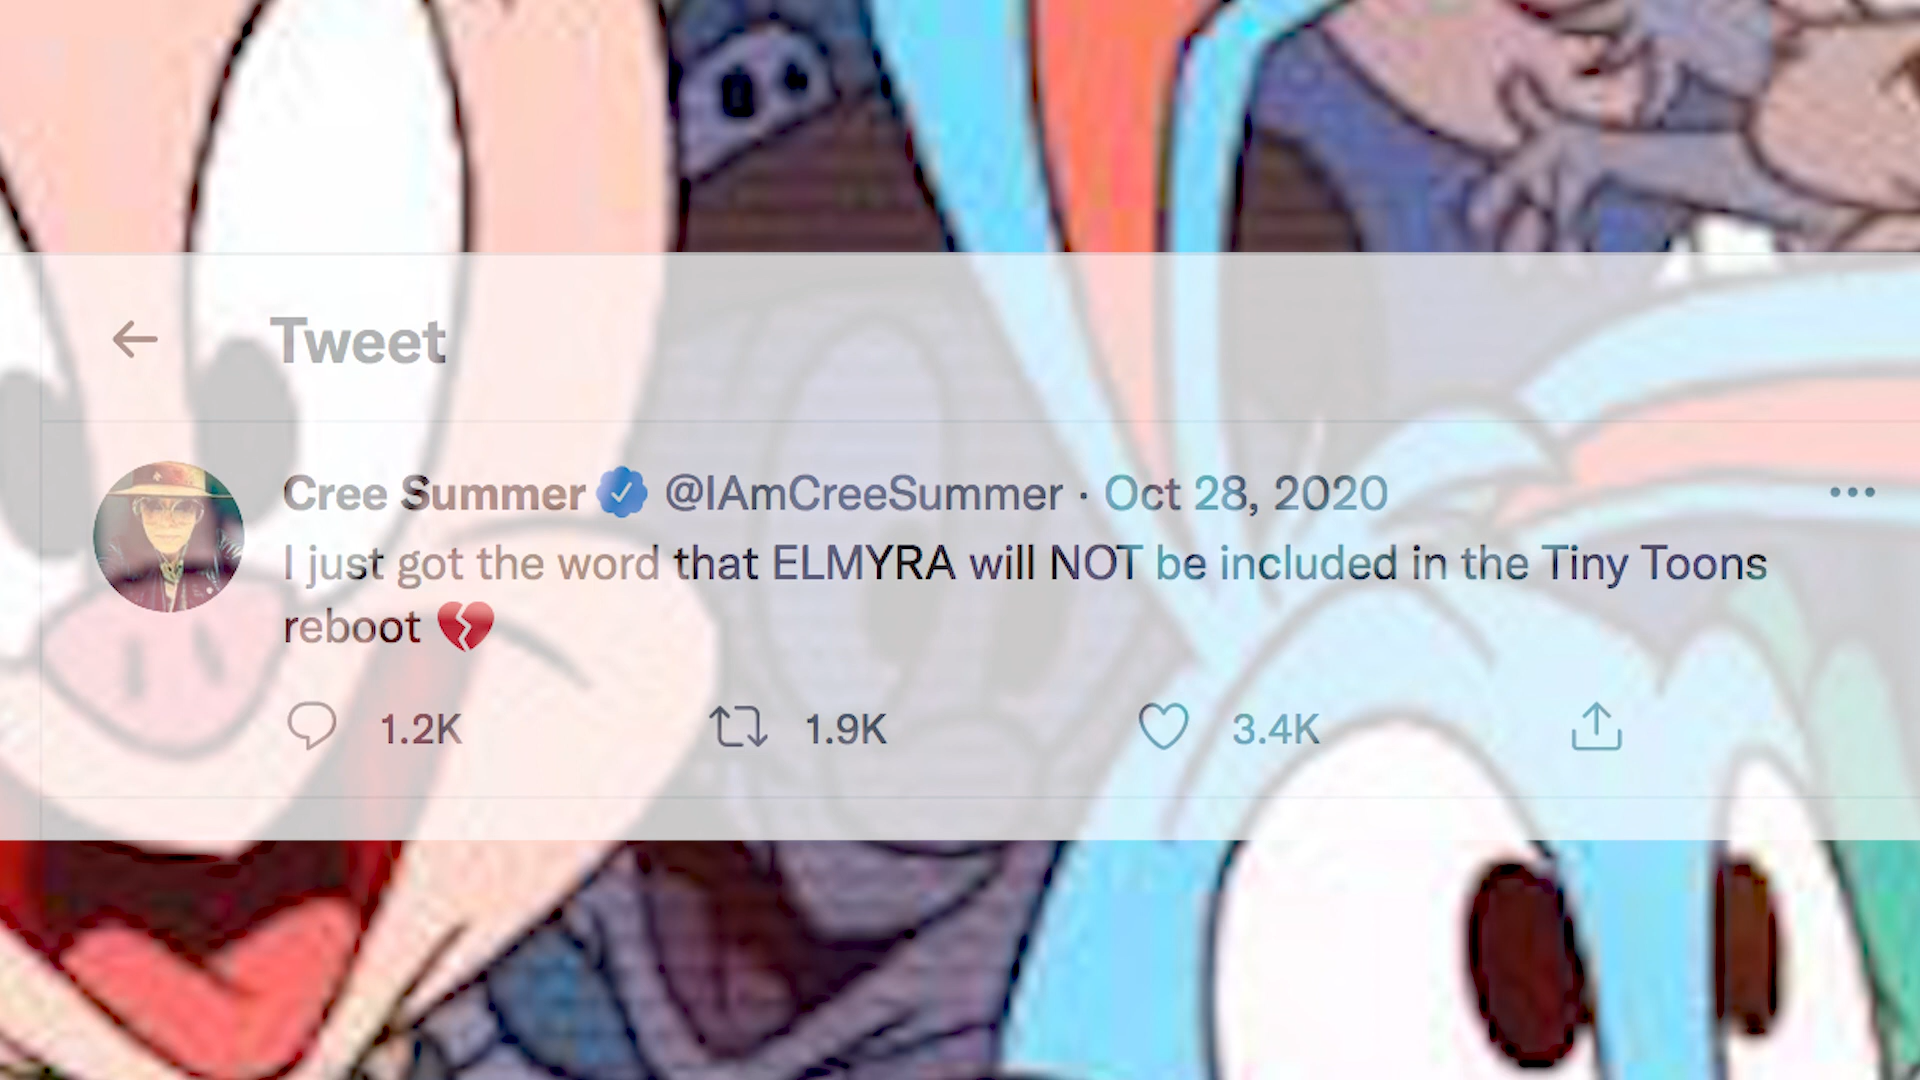 Tweet
Cree Summer @IAmCreeSummer · Oct 28, 2020
I just got the word that ELMYRA will NOT be included in the Tiny Toons
reboot 💔
1.2K 1.9K 3.4K